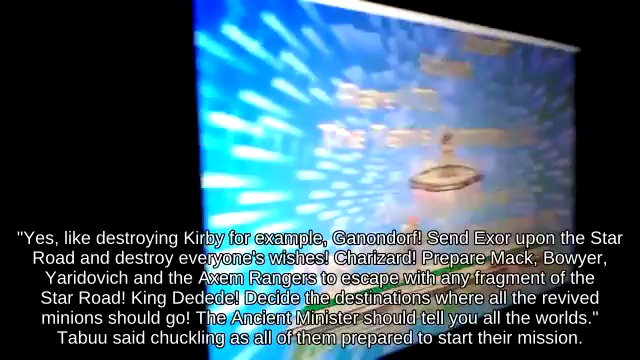 "Yes, like destroying Kirby for example, Ganondorf! Send Exor upon the Star
Road and destroy everyone's wishes! Charizard! Prepare Mack, Bowyer,
Yaridovich and the Axem Rangers to escape with any fragment of the
Star Road! King Dedede! Decide the destinations where all the revived
minions should go! The Ancient Minister should tell you all the worlds."
Tabuu said chuckling as all of them prepared to start their mission.